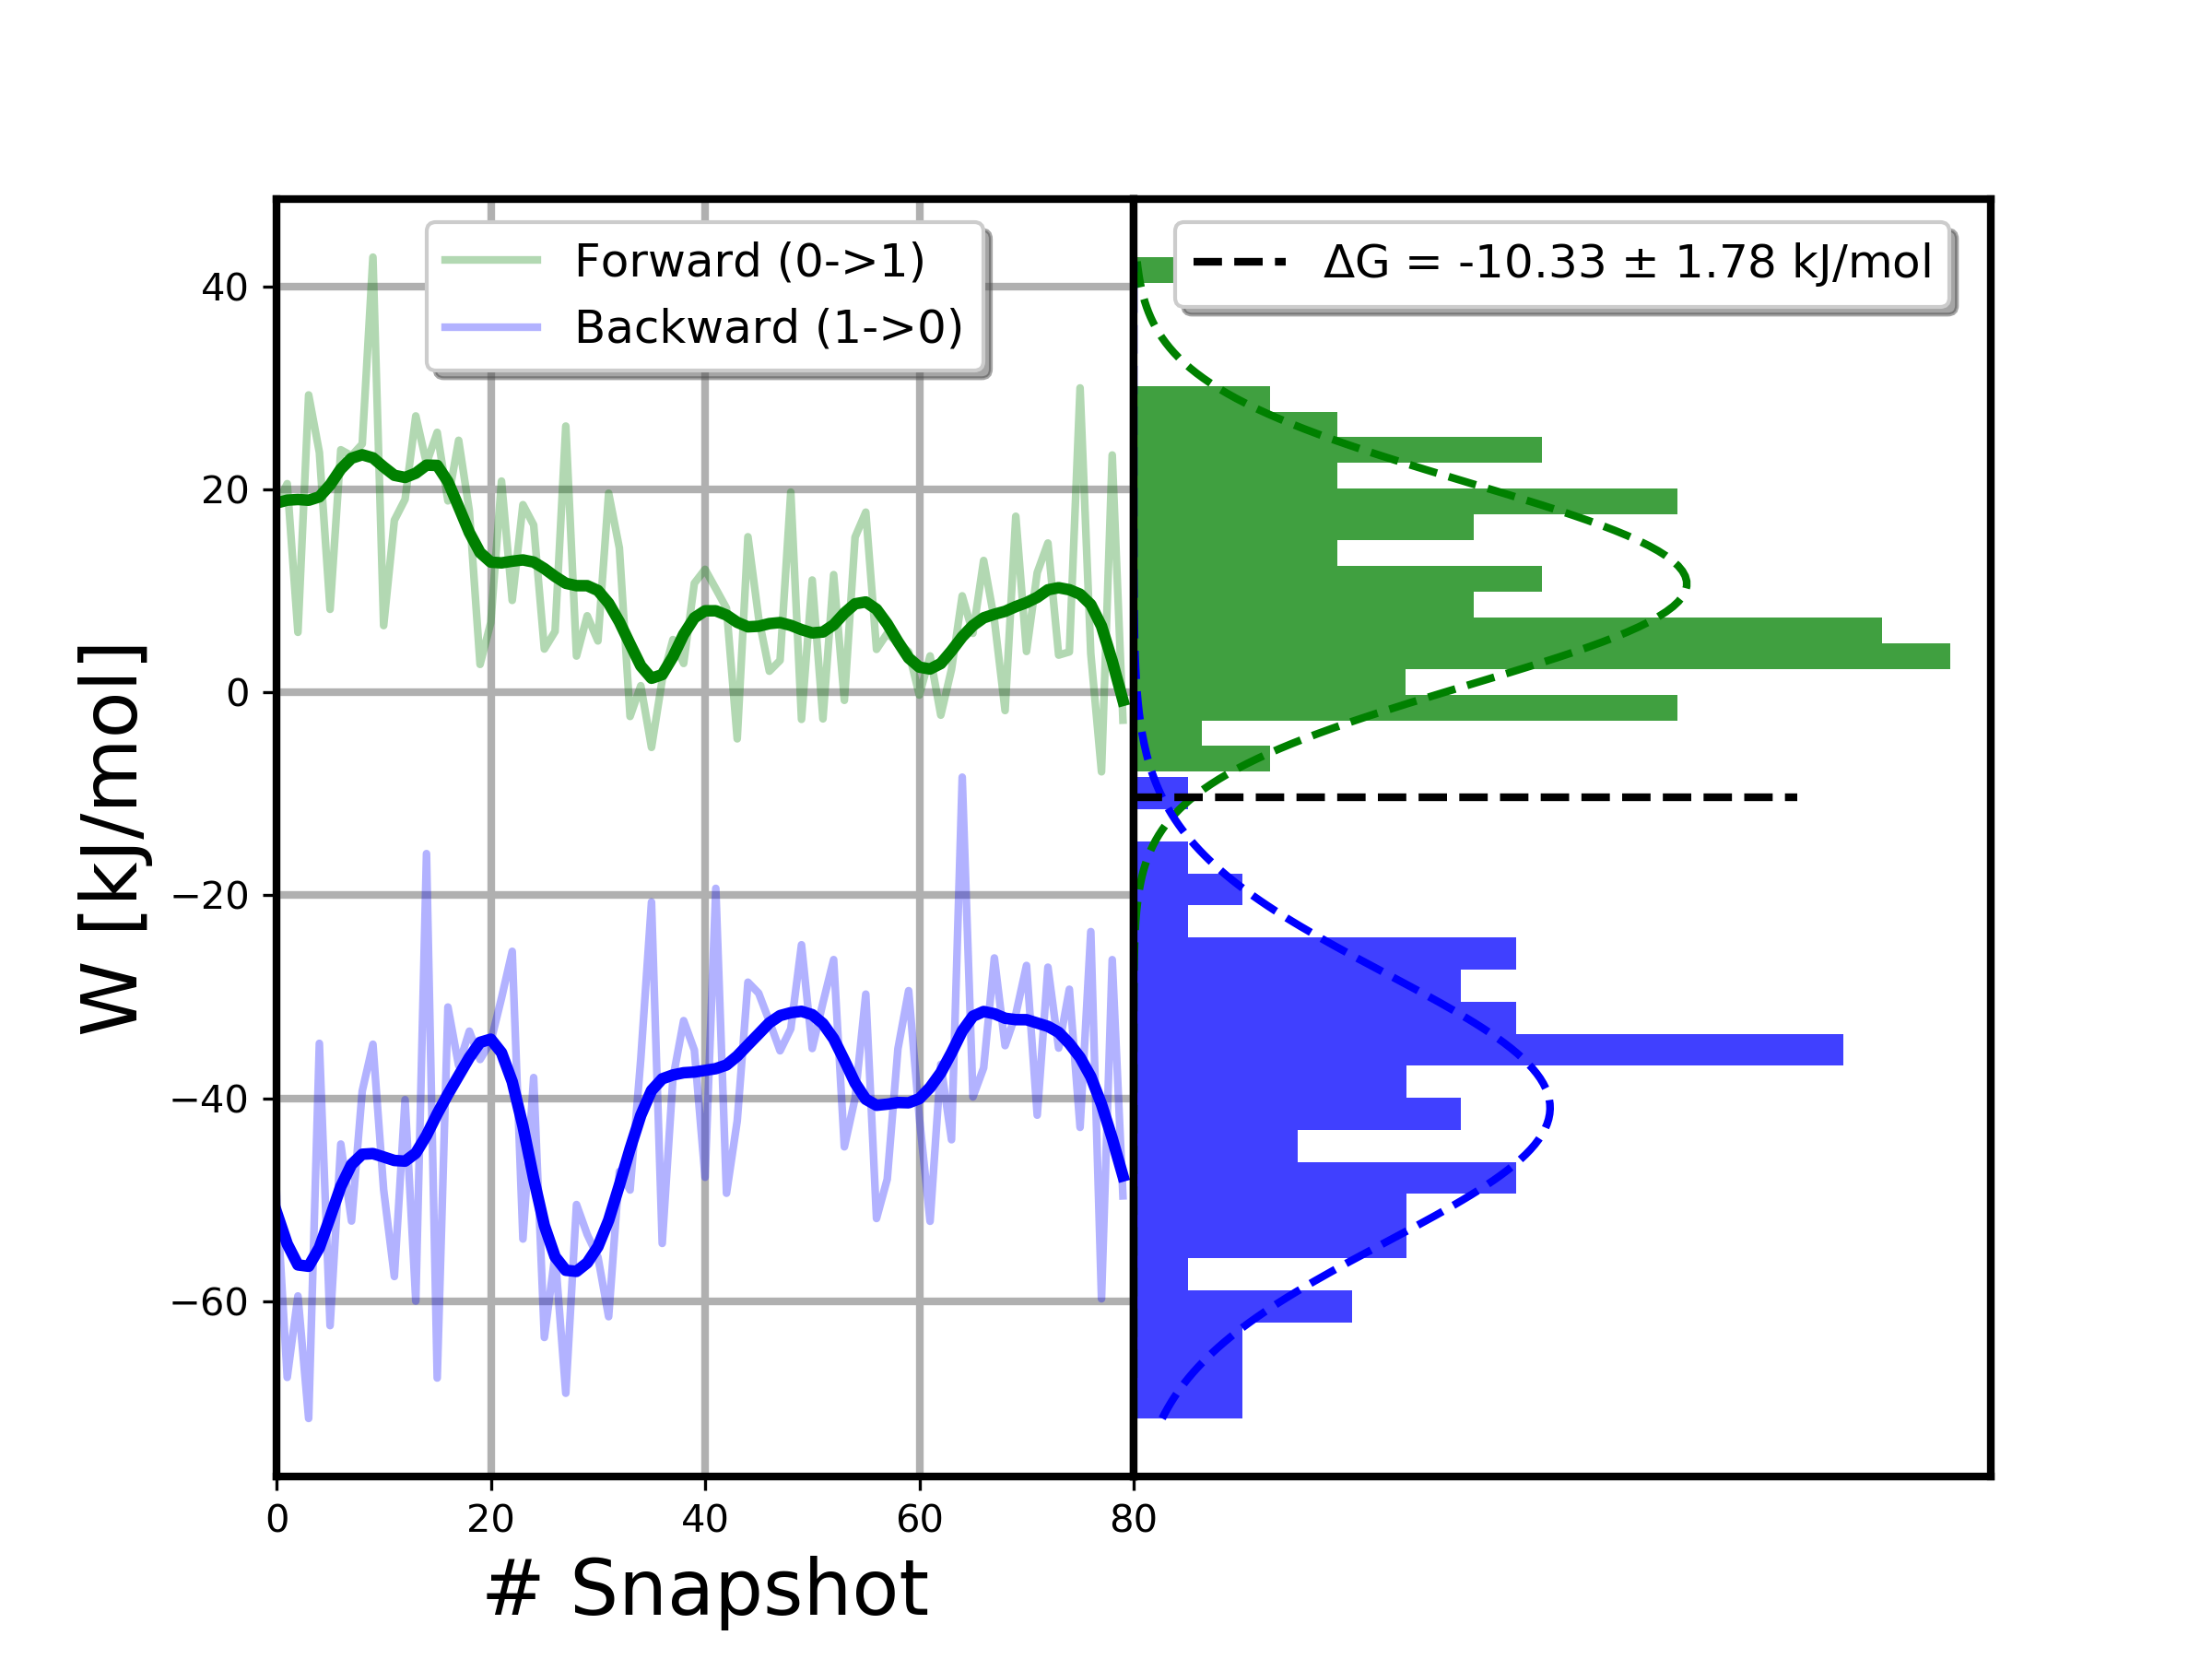 Forward (0->1)
Backward (1->0)
ΔG = -10.33 ± 1.78 kJ/mol
W [kJ/mol]
40
20
0
−20
−40
−60
0 20 40 60 80
# Snapshot